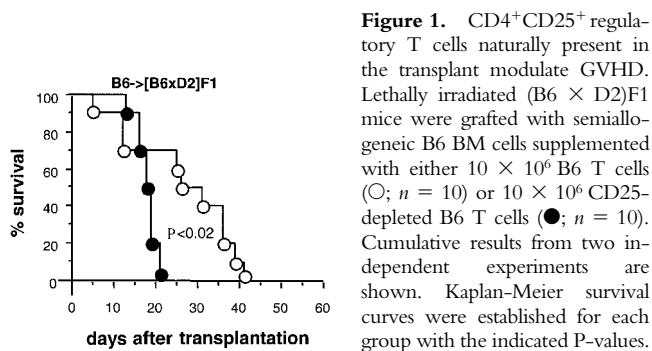 B6->[B6xD2]F1
100
80
60
40
20
0
% survival
P<0.02
0 10 20 30 40 50 60
days after transplantation
Figure 1. CD4+CD25+ regula-
tory T cells naturally present in
the transplant modulate GVHD.
Lethally irradiated (B6 × D2)F1
mice were grafted with semiallo-
geneic B6 BM cells supplemented
with either 10 × 10⁶ B6 T cells
(○; n = 10) or 10 × 10⁶ CD25-
depleted B6 T cells (●; n = 10).
Cumulative results from two in-
dependent experiments are
shown. Kaplan-Meier survival
curves were established for each
group with the indicated P-values.